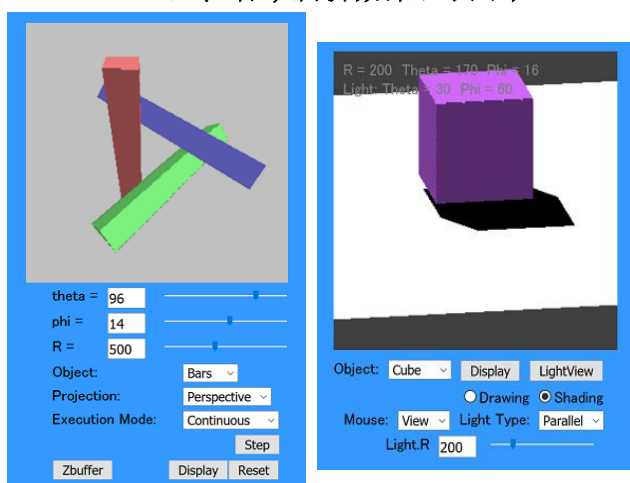 theta = 96
phi = 14
R = 500
Object: Bars
Projection: Perspective
Execution Mode: Continuous
Step
Zbuffer Display Reset
R = 200 Theta = 170 Phi = 16
Light: Theta = 30 Phi = 60
Object: Cube Display LightView
Drawing Shading
Mouse: View Light Type: Parallel
Light.R 200